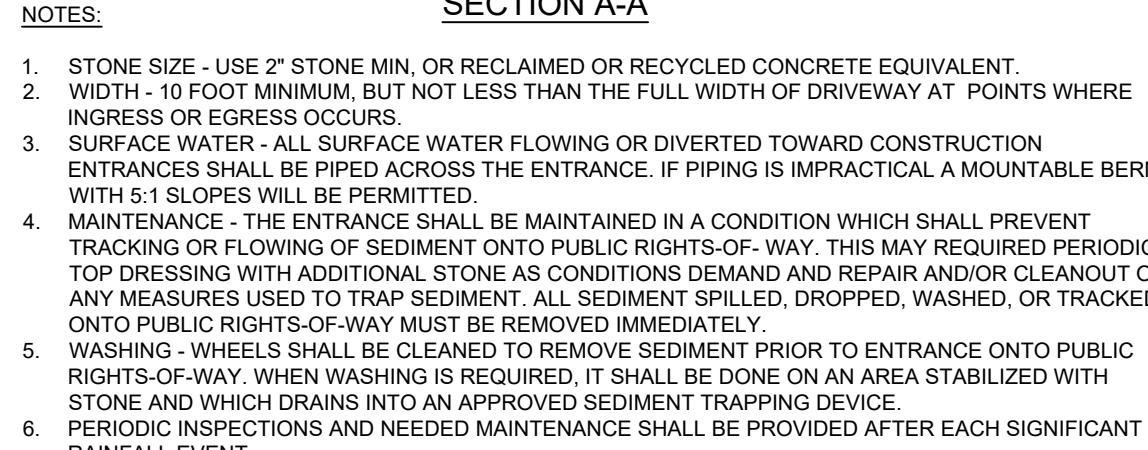 SECTION A-A
NOTES:
1. STONE SIZE - USE 2" STONE MIN, OR RECLAIMED OR RECYCLED CONCRETE EQUIVALENT.
2. WIDTH - 10 FOOT MINIMUM, BUT NOT LESS THAN THE FULL WIDTH OF DRIVEWAY AT POINTS WHERE
INGRESS OR EGRESS OCCURS.
3. SURFACE WATER - ALL SURFACE WATER FLOWING OR DIVERTED TOWARD CONSTRUCTION
ENTRANCES SHALL BE PIPED ACROSS THE ENTRANCE. IF PIPING IS IMPRACTICAL A MOUNTABLE BERM
WITH 5:1 SLOPES WILL BE PERMITTED.
4. MAINTENANCE - THE ENTRANCE SHALL BE MAINTAINED IN A CONDITION WHICH SHALL PREVENT
TRACKING OR FLOWING OF SEDIMENT ONTO PUBLIC RIGHTS-OF- WAY. THIS MAY REQUIRED PERIODIC
TOP DRESSING WITH ADDITIONAL STONE AS CONDITIONS DEMAND AND REPAIR AND/OR CLEANOUT
ANY MEASURES USED TO TRAP SEDIMENT. ALL SEDIMENT SPILLED, DROPPED, WASHED, OR TRACKED
ONTO PUBLIC RIGHTS-OF-WAY MUST BE REMOVED IMMEDIATELY.
5. WASHING - WHEELS SHALL BE CLEANED TO REMOVE SEDIMENT PRIOR TO ENTRANCE ONTO PUBLIC
RIGHTS-OF-WAY. WHEN WASHING IS REQUIRED, IT SHALL BE DONE ON AN AREA STABILIZED WITH
STONE AND WHICH DRAINS INTO AN APPROVED SEDIMENT TRAPPING DEVICE.
6. PERIODIC INSPECTIONS AND NEEDED MAINTENANCE SHALL BE PROVIDED AFTER EACH SIGNIFICANT
RAINFALL EVENT